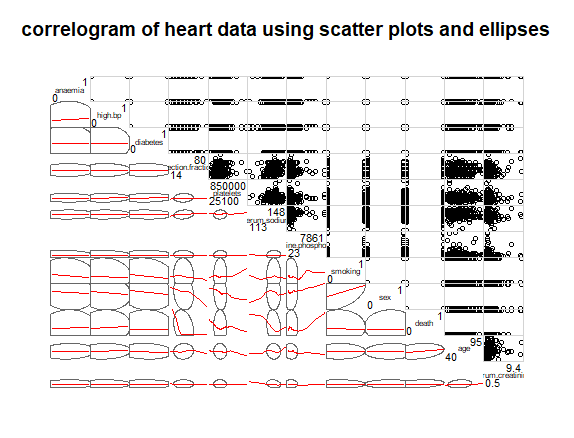 correlogram of heart data using scatter plots and ellipses
1
anaemia
0
1
high.bp
0
1
diabetes
0
80
ection.fractio
14
850000
platelets
25100
148
erum.sodiu
113
7861
ine.phospho
23
1
smoking
0
1
sex
0
1
death
0
95
age
40
9.4
rum.creatini
0.5